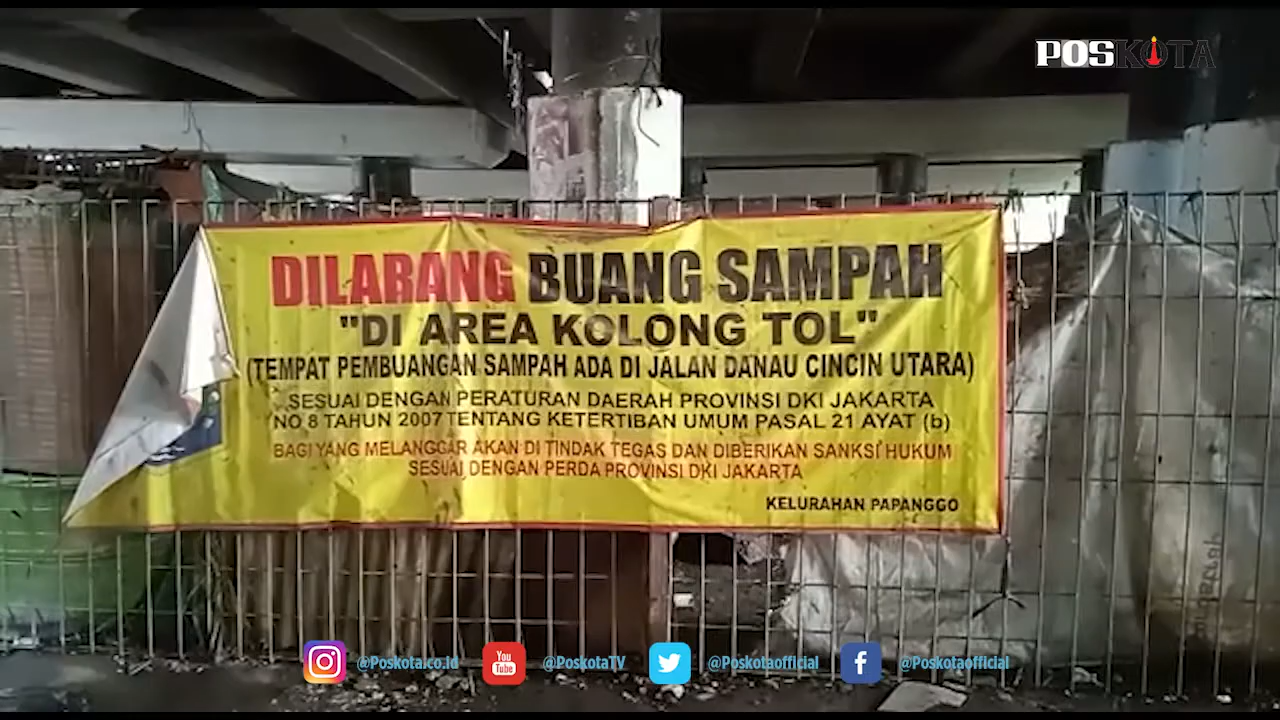 POSKOTA
DILARANG BUANG SAMPAH
"DI AREA KOLONG TOL"
(TEMPAT PEMBUANGAN SAMPAH ADA DI JALAN DANAU CINCIN UTARA)
SESUAI DENGAN PERATURAN DAERAH PROVINSI DKI JAKARTA
NO 8 TAHUN 2007 TENTANG KETERTIBAN UMUM PASAL 21 AYAT (b)
BAGI YANG MELANGGAR AKAN DI TINDAK TEGAS DAN DIBERIKAN SANKSI HUKUM
SESUAI DENGAN PERDA PROVINSI DKI JAKARTA
KELURAHAN PAPANGGO
@Poskota.co.id
You Tube
@PoskotaTV
@Poskotaofficial
@Poskotaofficial